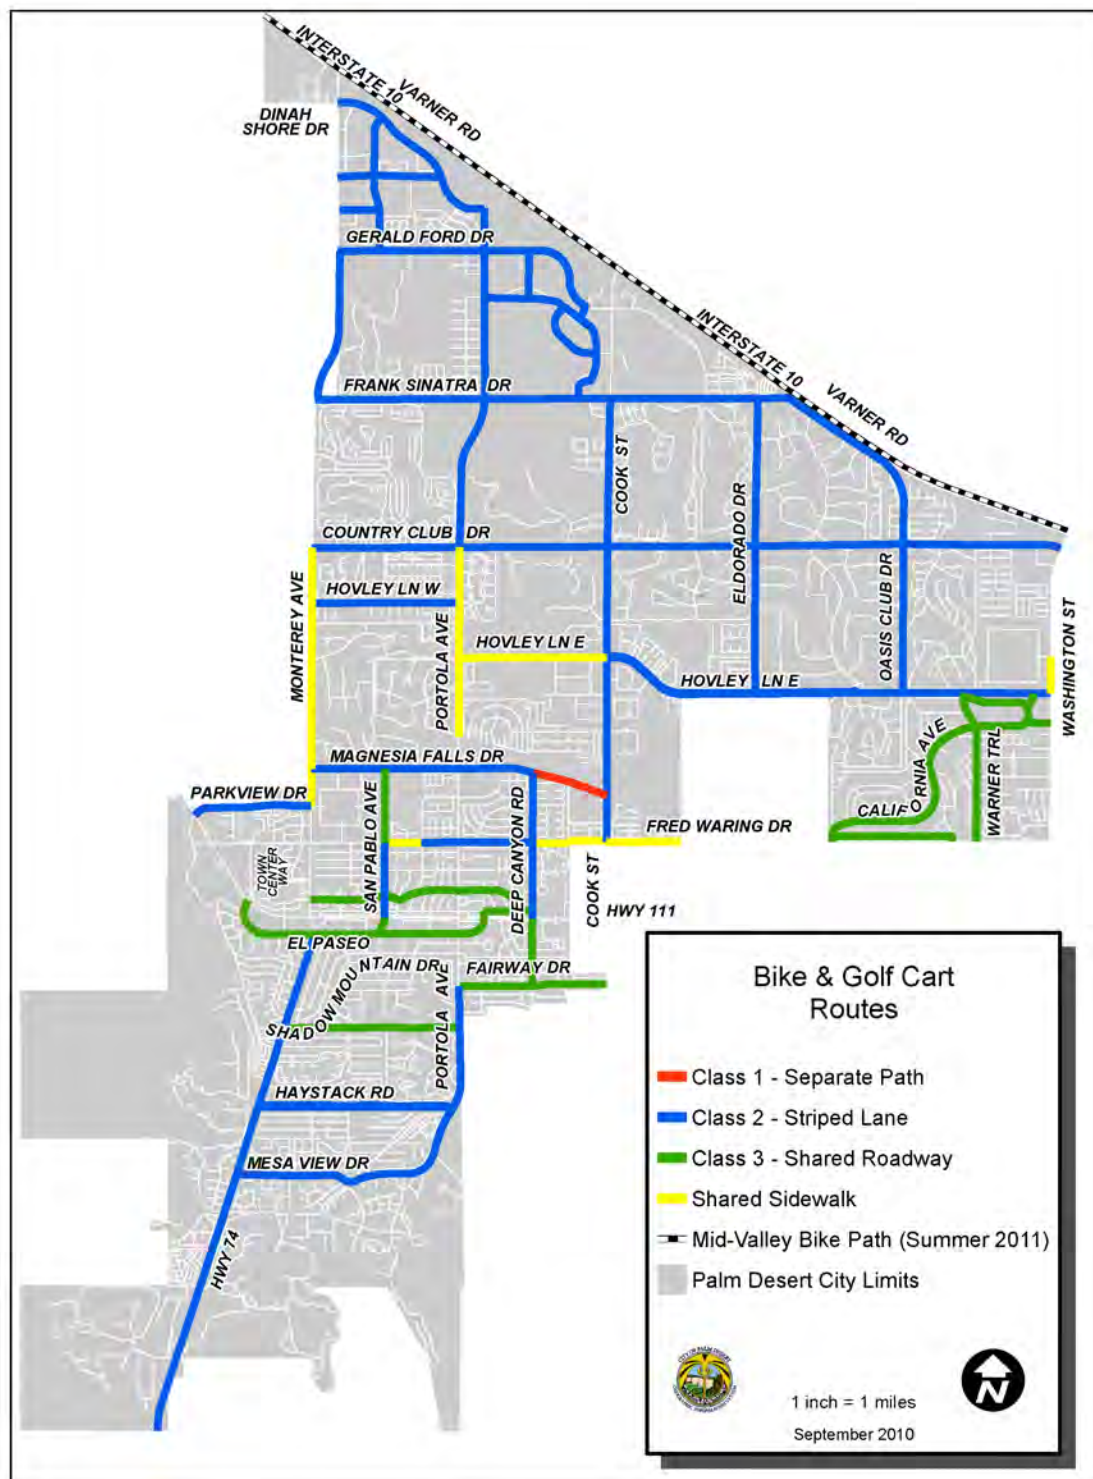 INTERSTATE 10
VARNER RD
DINAH
SHORE DR
GERALD FORD DR
INTERSTATE 10
VARNER RD
FRANK SINATRA DR
COOK ST
ELDORADO DR
COUNTRY CLUB DR
OASIS CLUB DR
MONTEREY AVE
HOVLEY LN W
PORTOLA AVE
HOVLEY LN E
HOVLEY LN E
WASHINGTON ST
MAGNESIA FALLS DR
PARKVIEW DR
SAN PABLO AVE
DEEP CANYON RD
FRED WARING DR
CALIFORNIA AVE
WARNER TRL
TOWN
CENTER
WAY
COOK ST
HWY 111
EL PASEO
SHADOW MOUNTAIN DR
FAIRWAY DR
PORTOLA AVE
HAYSTACK RD
MESA VIEW DR
HWY 74
Bike & Golf Cart
Routes
Class 1 - Separate Path
Class 2 - Striped Lane
Class 3 - Shared Roadway
Shared Sidewalk
Mid-Valley Bike Path (Summer 2011)
Palm Desert City Limits
N
1 inch = 1 miles
September 2010